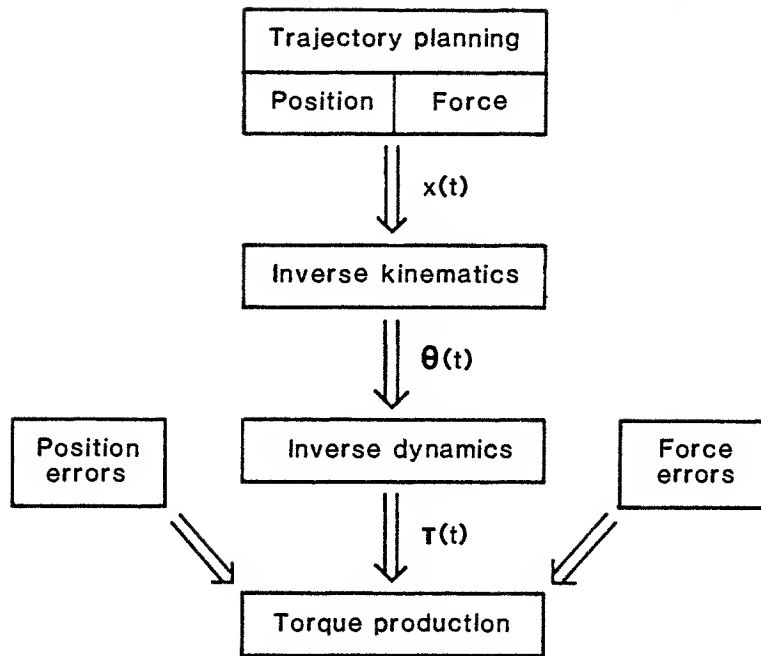 Trajectory planning
Position
Force
x(t)
Inverse kinematics
θ(t)
Position
errors
Inverse dynamics
Force
errors
τ(t)
Torque production